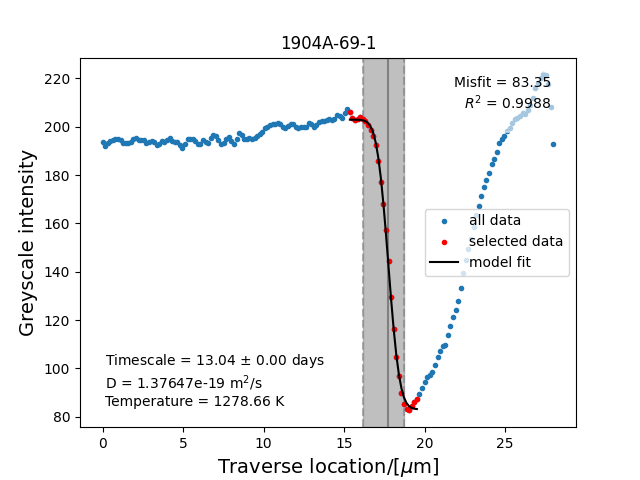 1904A-69-1
Misfit = 83.35
R² = 0.9988
Greyscale intensity
220
200
180
160
140
120
100
80
all data
selected data
model fit
Timescale = 13.04 ± 0.00 days
D = 1.37647e-19 m²/s
Temperature = 1278.66 K
0 5 10 15 20 25
Traverse location/[μm]